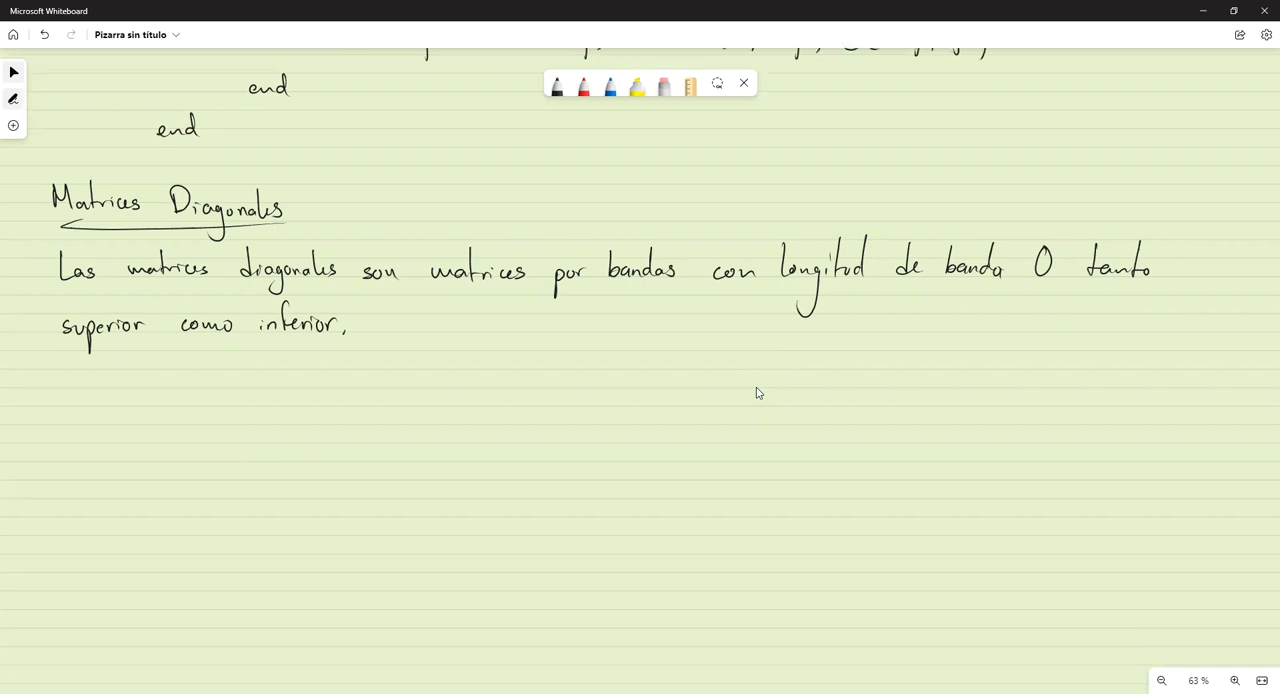 Microsoft Whiteboard
Pizarra sin título
end
end
Matrices Diagonales
Las matrices diagonales son matrices por bandas con longitud de banda 0 tanto
superior como inferior.
63 %